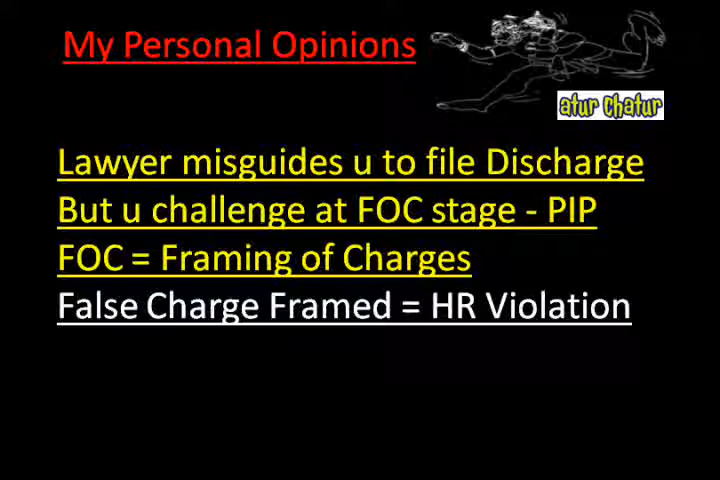 My Personal Opinions
atur chatur
Lawyer misguides u to file Discharge
But u challenge at FOC stage - PIP
FOC = Framing of Charges
False Charge Framed = HR Violation